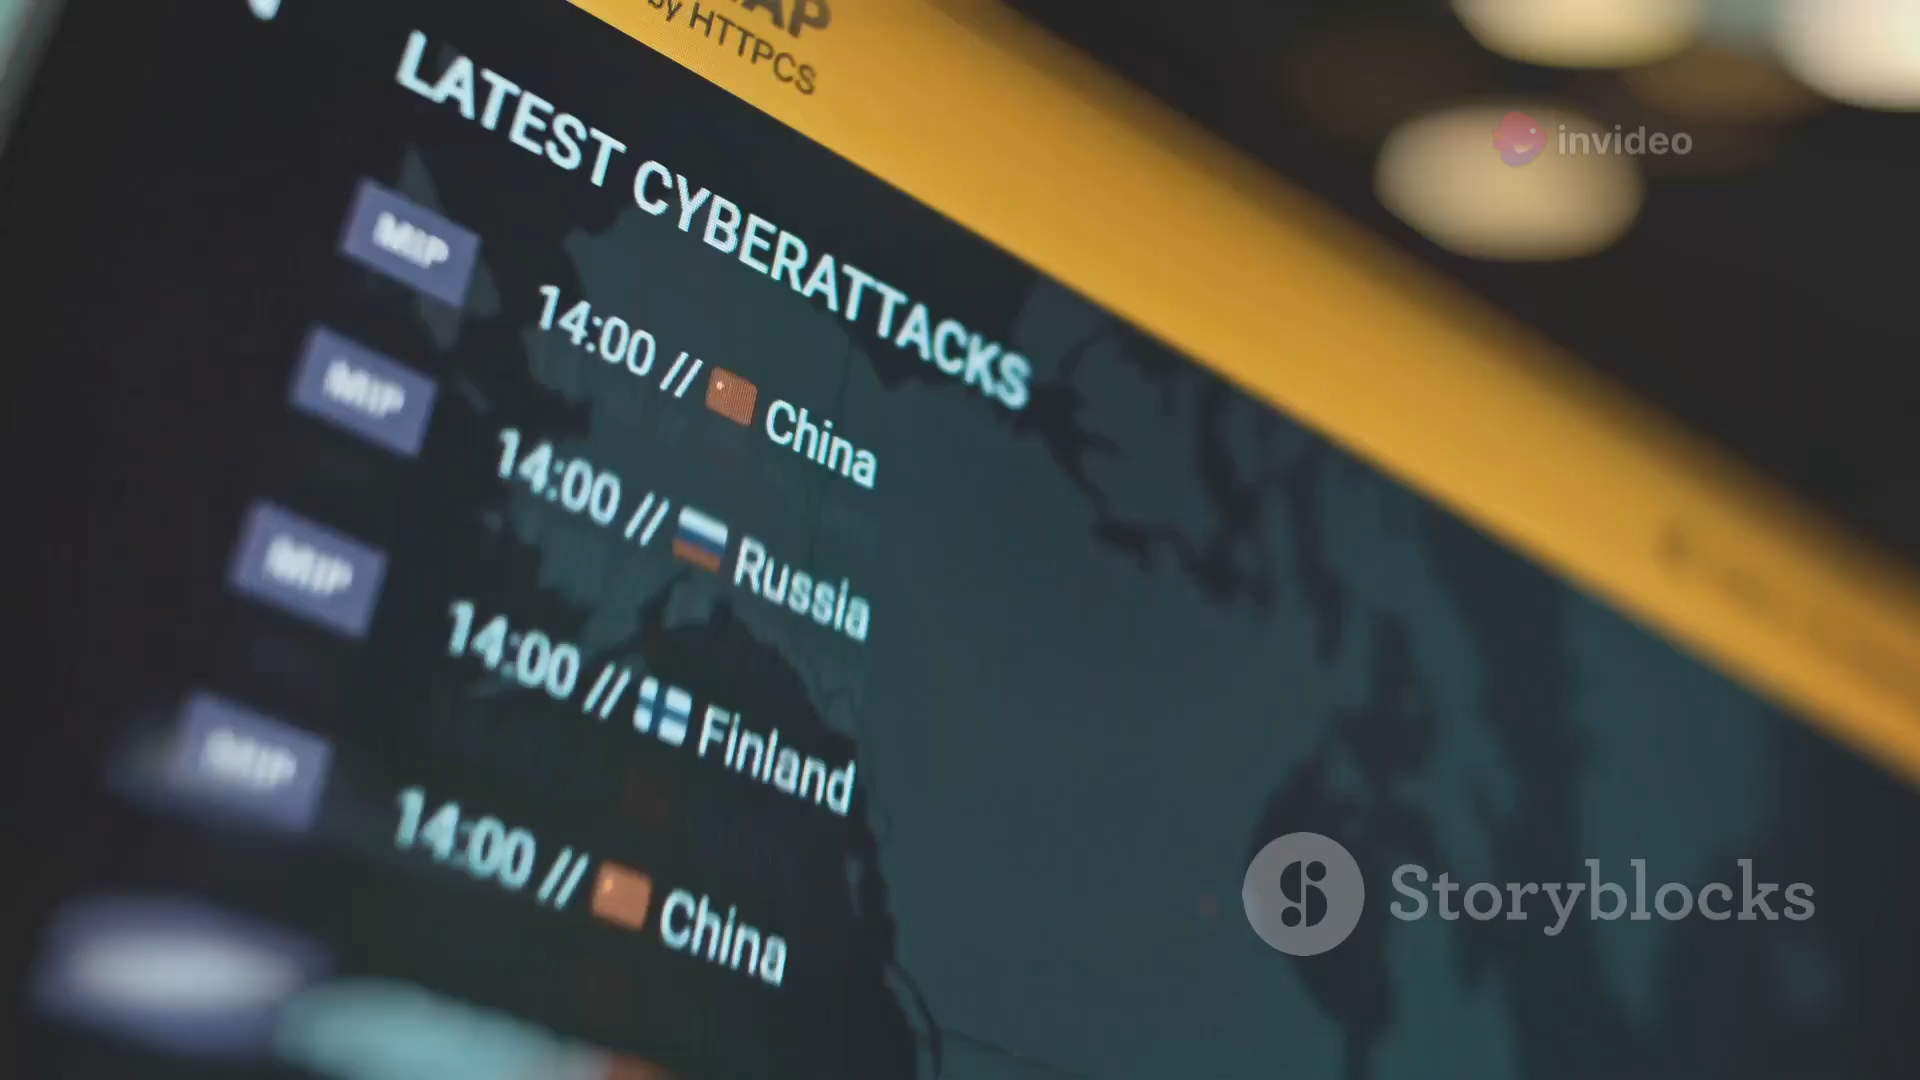 by HTTPCS
LATEST CYBERATTACKS
MIP
14:00 // China
MIP
14:00 // Russia
MIP
14:00 // Finland
MIP
14:00 // China
invideo
Storyblocks